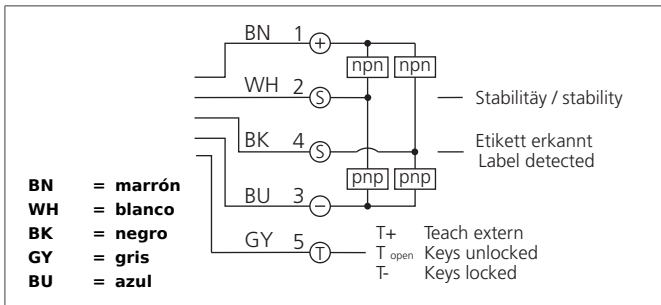 BN 1 +
npn npn
WH 2 S
Stabilitäy / stability
BK 4 S
Etikett erkannt
Label detected
pnp pnp
BU 3 −
GY 5 T
T+ Teach extern
T open Keys unlocked
T- Keys locked
BN = marrón
WH = blanco
BK = negro
GY = gris
BU = azul